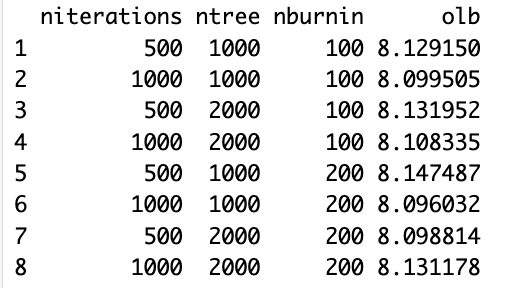 niterations ntree nburnin olb
1 500 1000 100 8.129150
2 1000 1000 100 8.099505
3 500 2000 100 8.131952
4 1000 2000 100 8.108335
5 500 1000 200 8.147487
6 1000 1000 200 8.096032
7 500 2000 200 8.098814
8 1000 2000 200 8.131178